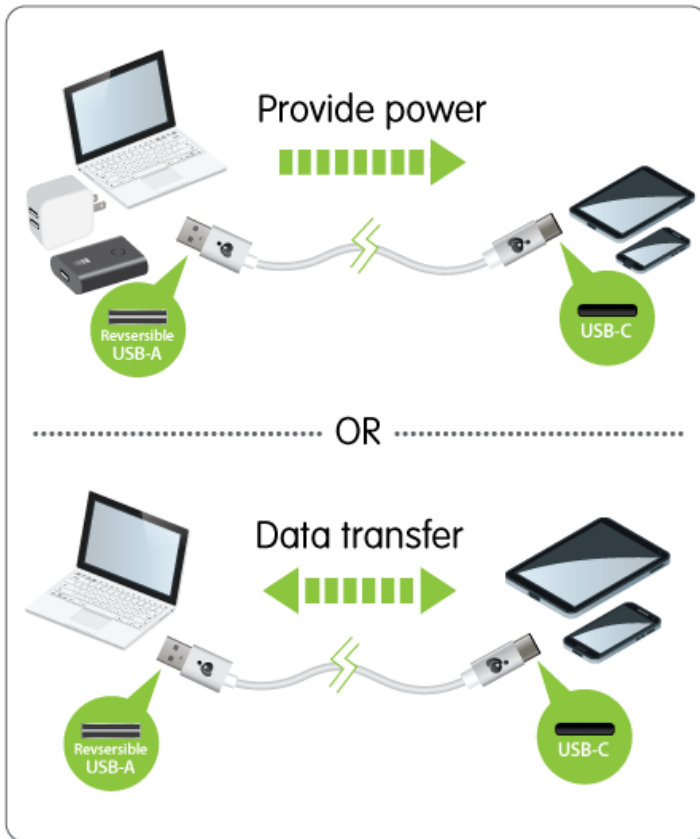 Provide power
Revsersible
USB-A
USB-C
OR
Data transfer
Revsersible
USB-A
USB-C